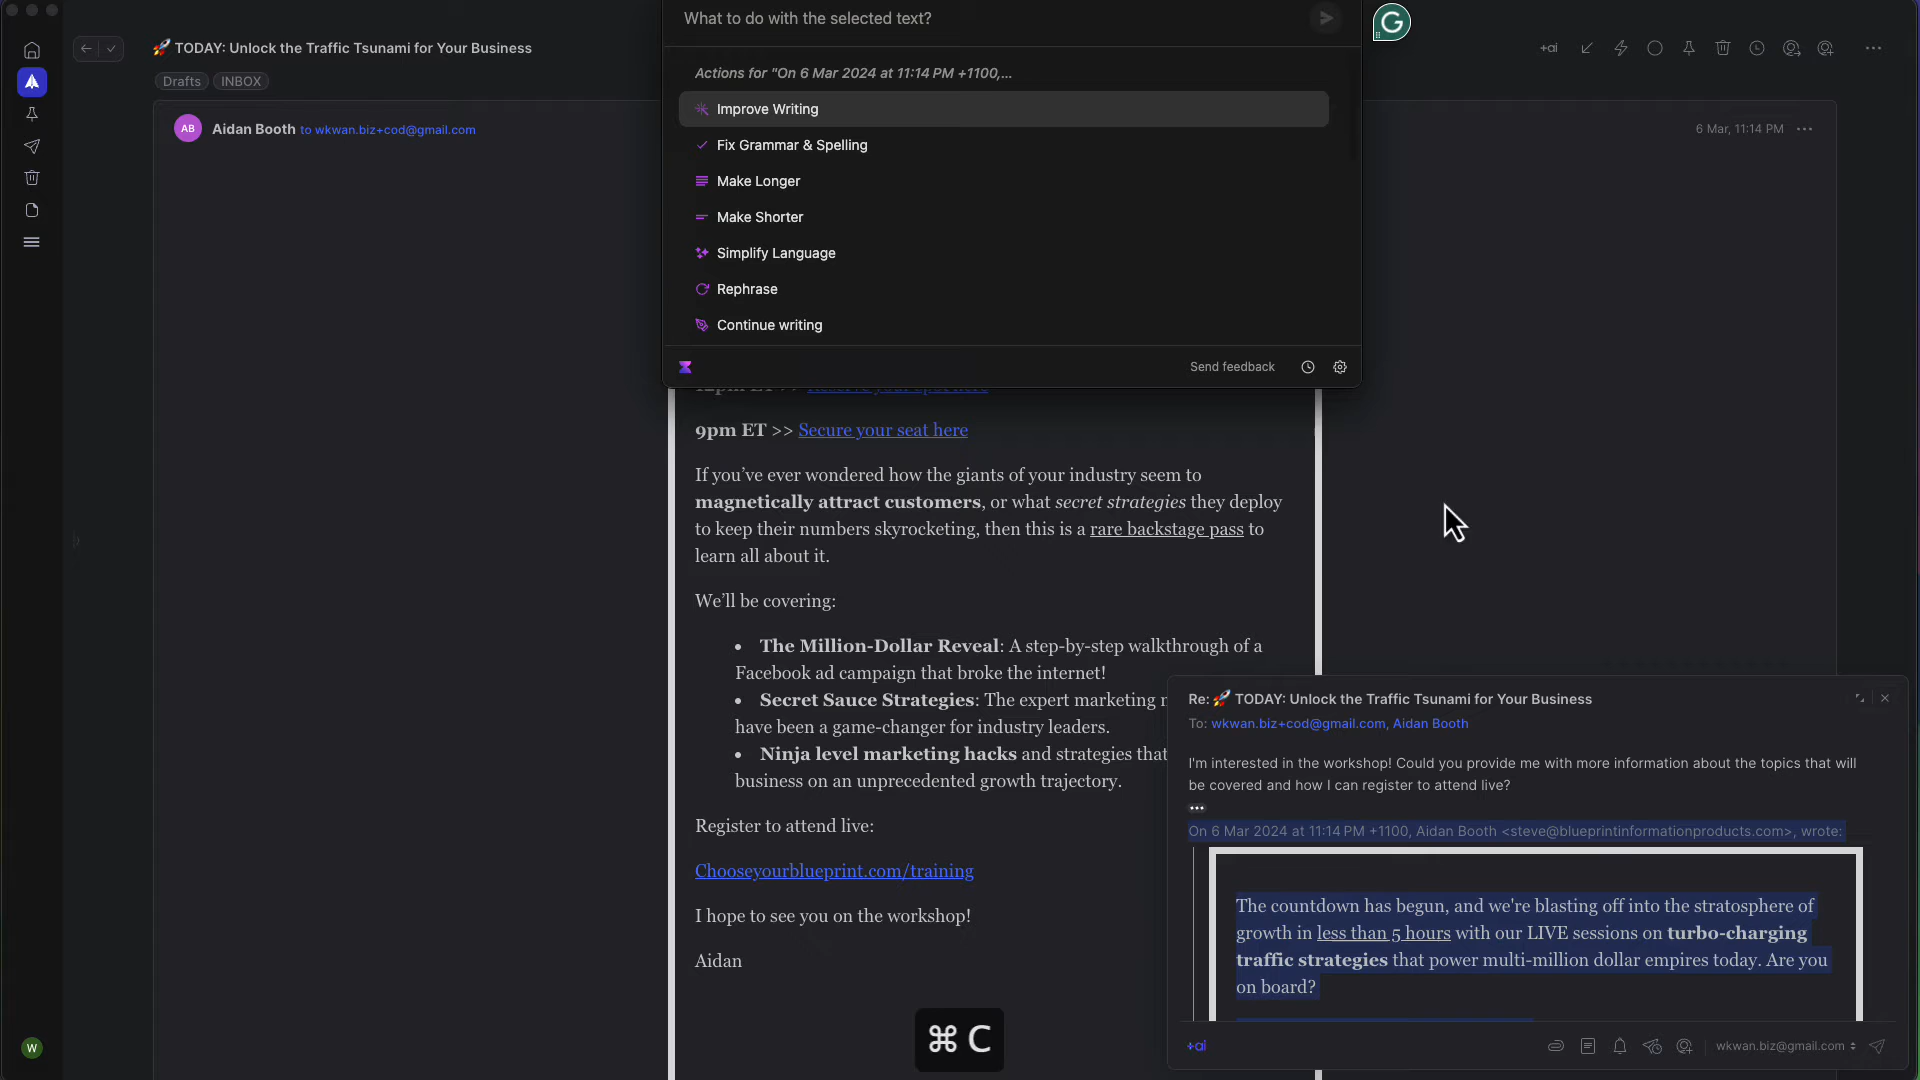 What to do with the selected text?
Actions for "On 6 Mar 2024 at 11:14 PM +1100,...
Improve Writing
Fix Grammar & Spelling
Make Longer
Make Shorter
Simplify Language
Rephrase
Continue writing
Send feedback
🚀 TODAY: Unlock the Traffic Tsunami for Your Business
Drafts INBOX
+ai
AB Aidan Booth to wkwan.biz+cod@gmail.com
6 Mar, 11:14 PM
12pm ET >> Reserve your spot here
9pm ET >> Secure your seat here
If you've ever wondered how the giants of your industry seem to
magnetically attract customers, or what secret strategies they deploy
to keep their numbers skyrocketing, then this is a rare backstage pass to
learn all about it.
We'll be covering:
• The Million-Dollar Reveal: A step-by-step walkthrough of a
Facebook ad campaign that broke the internet!
• Secret Sauce Strategies: The expert marketing
have been a game-changer for industry leaders.
• Ninja level marketing hacks and strategies that
business on an unprecedented growth trajectory.
Register to attend live:
Chooseyourblueprint.com/training
I hope to see you on the workshop!
Aidan
⌘ C
W
Re: 🚀 TODAY: Unlock the Traffic Tsunami for Your Business
To: wkwan.biz+cod@gmail.com, Aidan Booth
I'm interested in the workshop! Could you provide me with more information about the topics that will
be covered and how I can register to attend live?
•••
On 6 Mar 2024 at 11:14 PM +1100, Aidan Booth <steve@blueprintinformationproducts.com>, wrote:
The countdown has begun, and we're blasting off into the stratosphere of
growth in less than 5 hours with our LIVE sessions on turbo-charging
traffic strategies that power multi-million dollar empires today. Are you
on board?
+ai
wkwan.biz@gmail.com